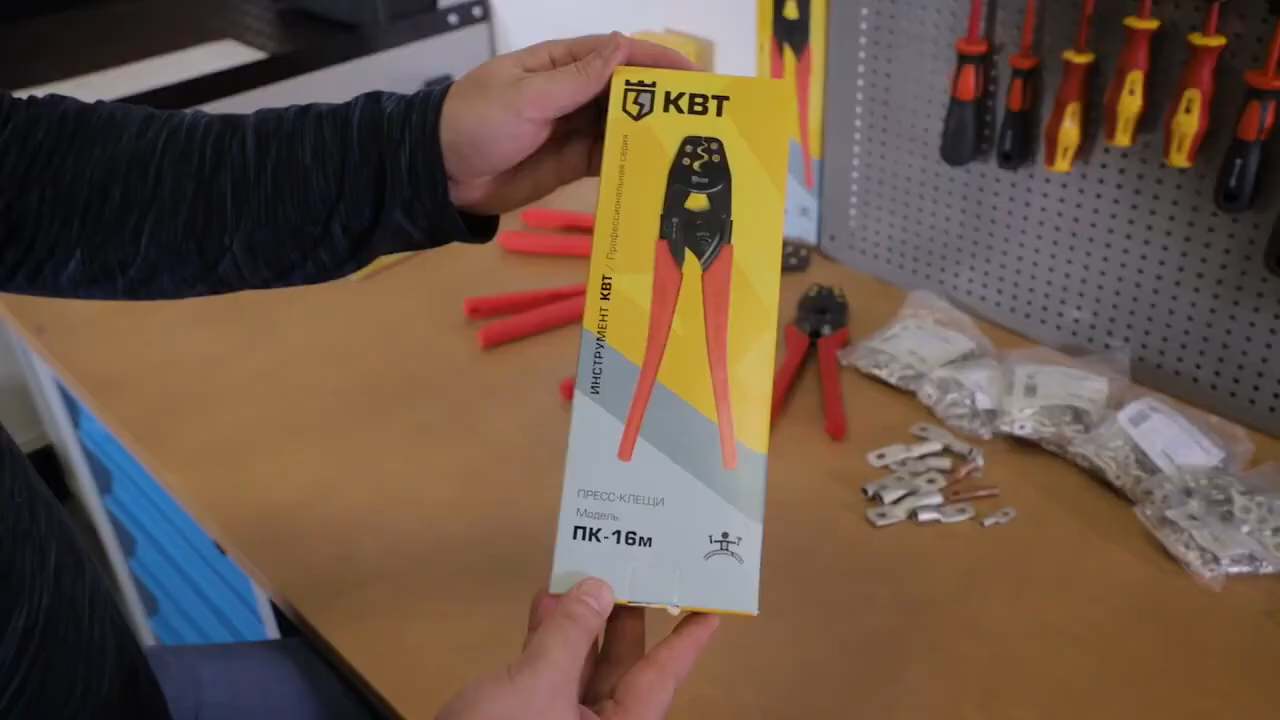 КВТ
ИНСТРУМЕНТ КВТ / Профессиональная серия
ПРЕСС-КЛЕЩИ
Модель:
ПК-16м